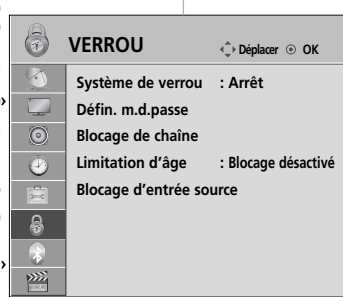 VERROU Déplacer OK
Système de verrou : Arrêt
Défin. m.d.passe
Blocage de chaîne
Limitation d'âge : Blocage désactivé
Blocage d'entrée source